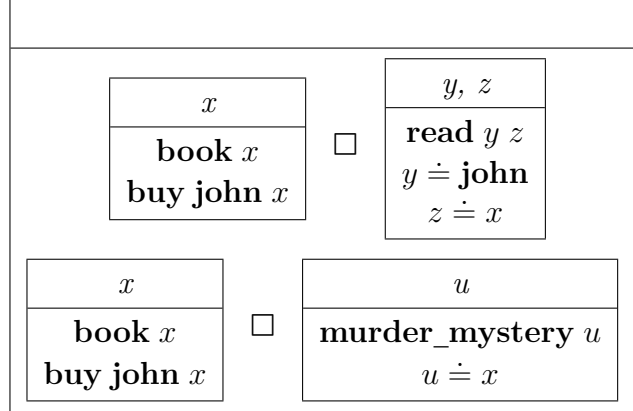 x
book x
buy john x
□
y, z
read y z
y ≐ john
z ≐ x
x
book x
buy john x
□
u
murder_mystery u
u ≐ x